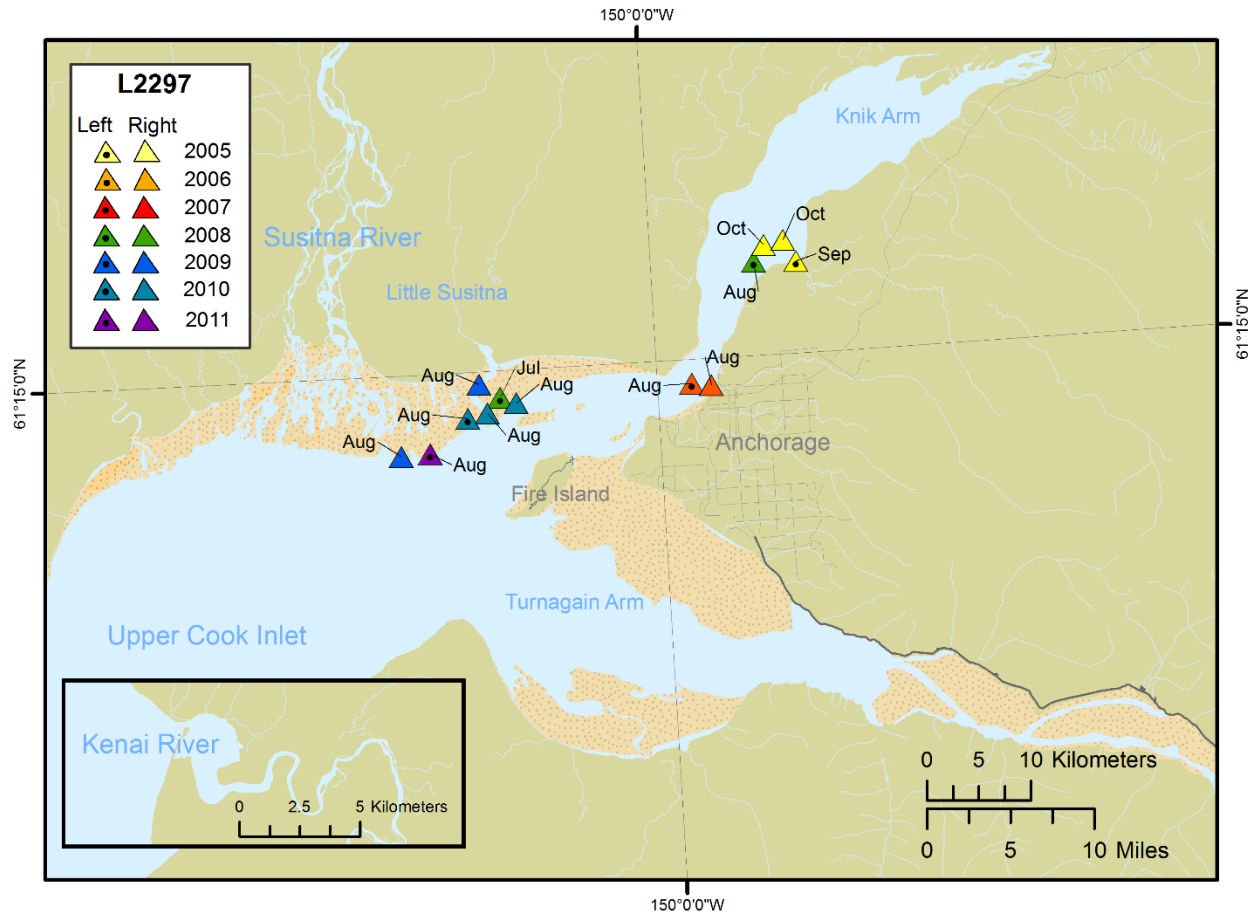 150°0'0"W
L2297
Left Right
2005
2006
2007
2008
2009
2010
2011
Knik Arm
Susitna River
Little Susitna
Oct
Oct
Sep
Aug
61°15'0"N
61°15'0"N
Aug
Jul
Aug
Aug
Aug
Aug
Aug
Aug
Aug
Aug
Anchorage
Fire Island
Turnagain Arm
Upper Cook Inlet
Kenai River
0 2.5 5 Kilometers
0 5 10 Kilometers
0 5 10 Miles
150°0'0"W